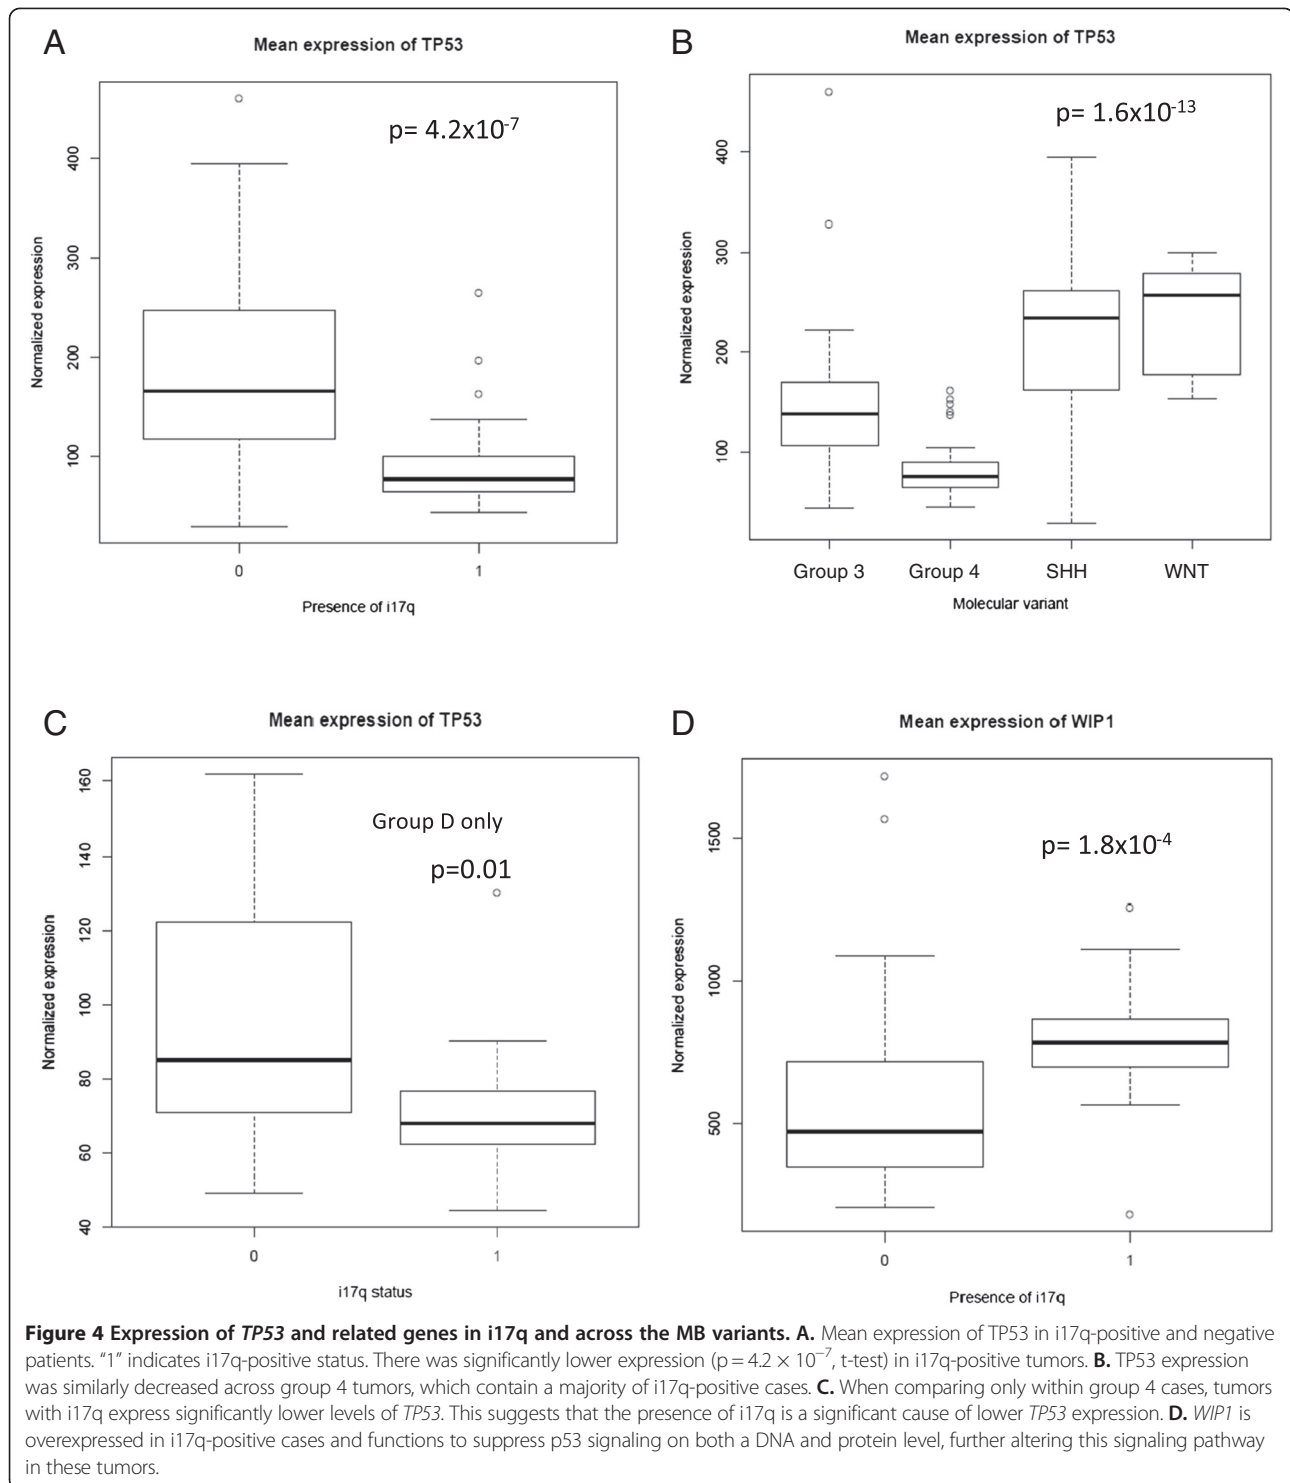 A
Mean expression of TP53
p= 4.2x10⁻⁷
Normalized expression
400
300
200
100
0
1
Presence of i17q
B
Mean expression of TP53
p= 1.6x10⁻¹³
Normalized expression
400
300
200
100
Group 3
Group 4
SHH
WNT
Molecular variant
C
Mean expression of TP53
Group D only
p=0.01
Normalized expression
160
140
120
100
80
60
40
0
1
i17q status
D
Mean expression of WIP1
p= 1.8x10⁻⁴
Normalized expression
1500
1000
500
0
1
Presence of i17q
Figure 4 Expression of TP53 and related genes in i17q and across the MB variants. A. Mean expression of TP53 in i17q-positive and negative
patients. “1” indicates i17q-positive status. There was significantly lower expression (p = 4.2 × 10⁻⁷, t-test) in i17q-positive tumors. B. TP53 expression
was similarly decreased across group 4 tumors, which contain a majority of i17q-positive cases. C. When comparing only within group 4 cases, tumors
with i17q express significantly lower levels of TP53. This suggests that the presence of i17q is a significant cause of lower TP53 expression. D. WIP1 is
overexpressed in i17q-positive cases and functions to suppress p53 signaling on both a DNA and protein level, further altering this signaling pathway
in these tumors.